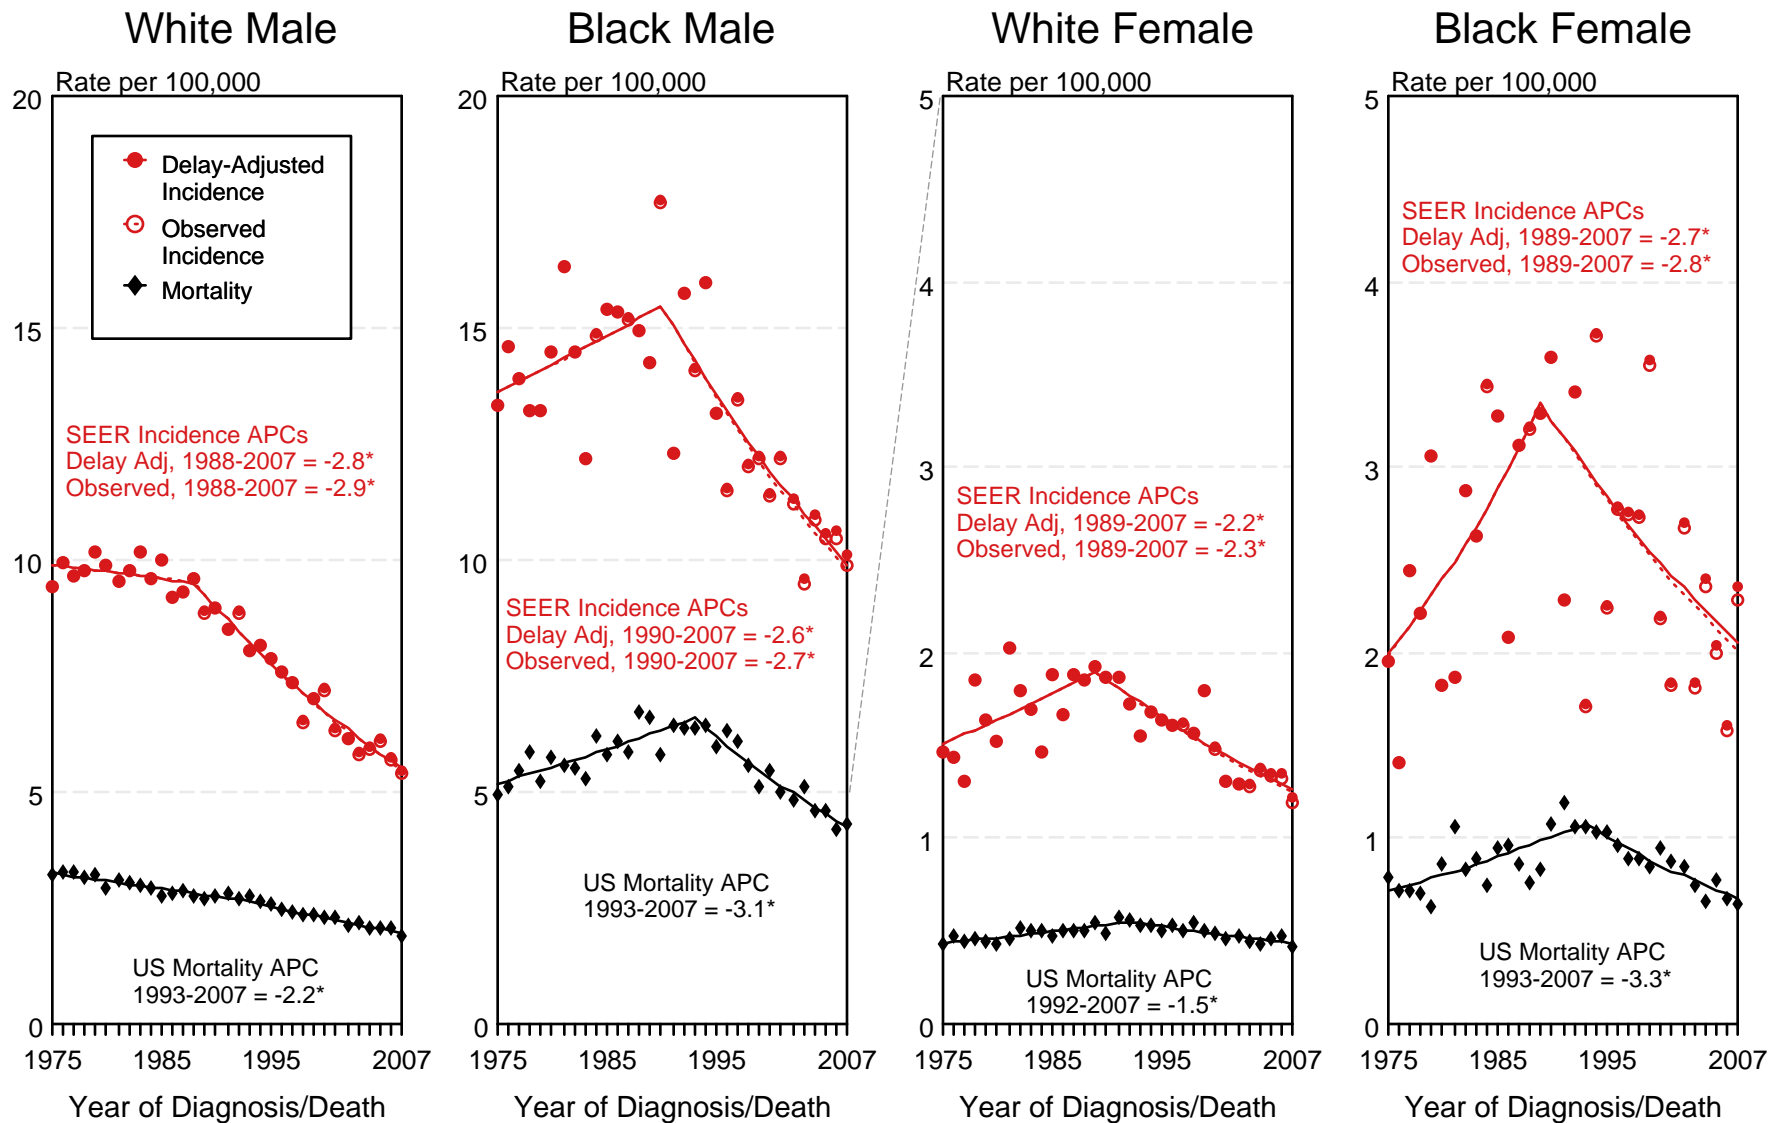 White Male
Black Male
White Female
Black Female
Rate per 100,000
20
15
10
5
0
Delay-Adjusted
Incidence
Observed
Incidence
Mortality
SEER Incidence APCs
Delay Adj, 1988-2007 = -2.8*
Observed, 1988-2007 = -2.9*
US Mortality APC
1993-2007 = -2.2*
1975
1985
1995
2007
Year of Diagnosis/Death
Rate per 100,000
20
15
10
5
0
SEER Incidence APCs
Delay Adj, 1990-2007 = -2.6*
Observed, 1990-2007 = -2.7*
US Mortality APC
1993-2007 = -3.1*
1975
1985
1995
2007
Year of Diagnosis/Death
Rate per 100,000
5
4
3
2
1
0
SEER Incidence APCs
Delay Adj, 1989-2007 = -2.2*
Observed, 1989-2007 = -2.3*
US Mortality APC
1992-2007 = -1.5*
1975
1985
1995
2007
Year of Diagnosis/Death
Rate per 100,000
5
4
3
2
1
0
SEER Incidence APCs
Delay Adj, 1989-2007 = -2.7*
Observed, 1989-2007 = -2.8*
US Mortality APC
1993-2007 = -3.3*
1975
1985
1995
2007
Year of Diagnosis/Death